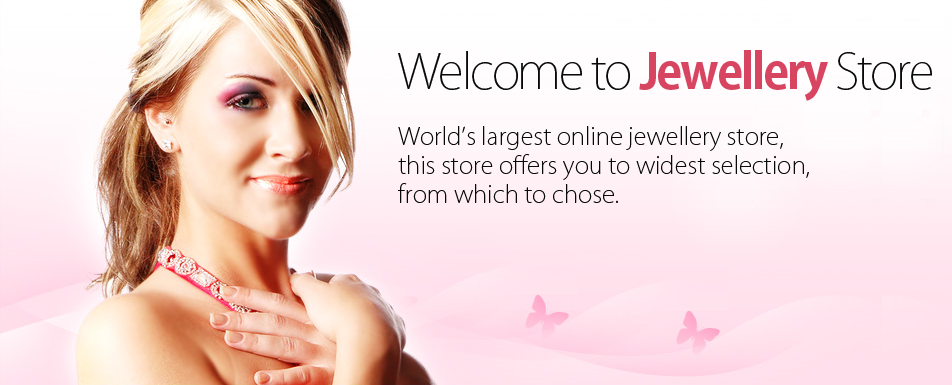 Welcome to Jewellery Store
World's largest online jewellery store,
this store offers you to widest selection,
from which to chose.